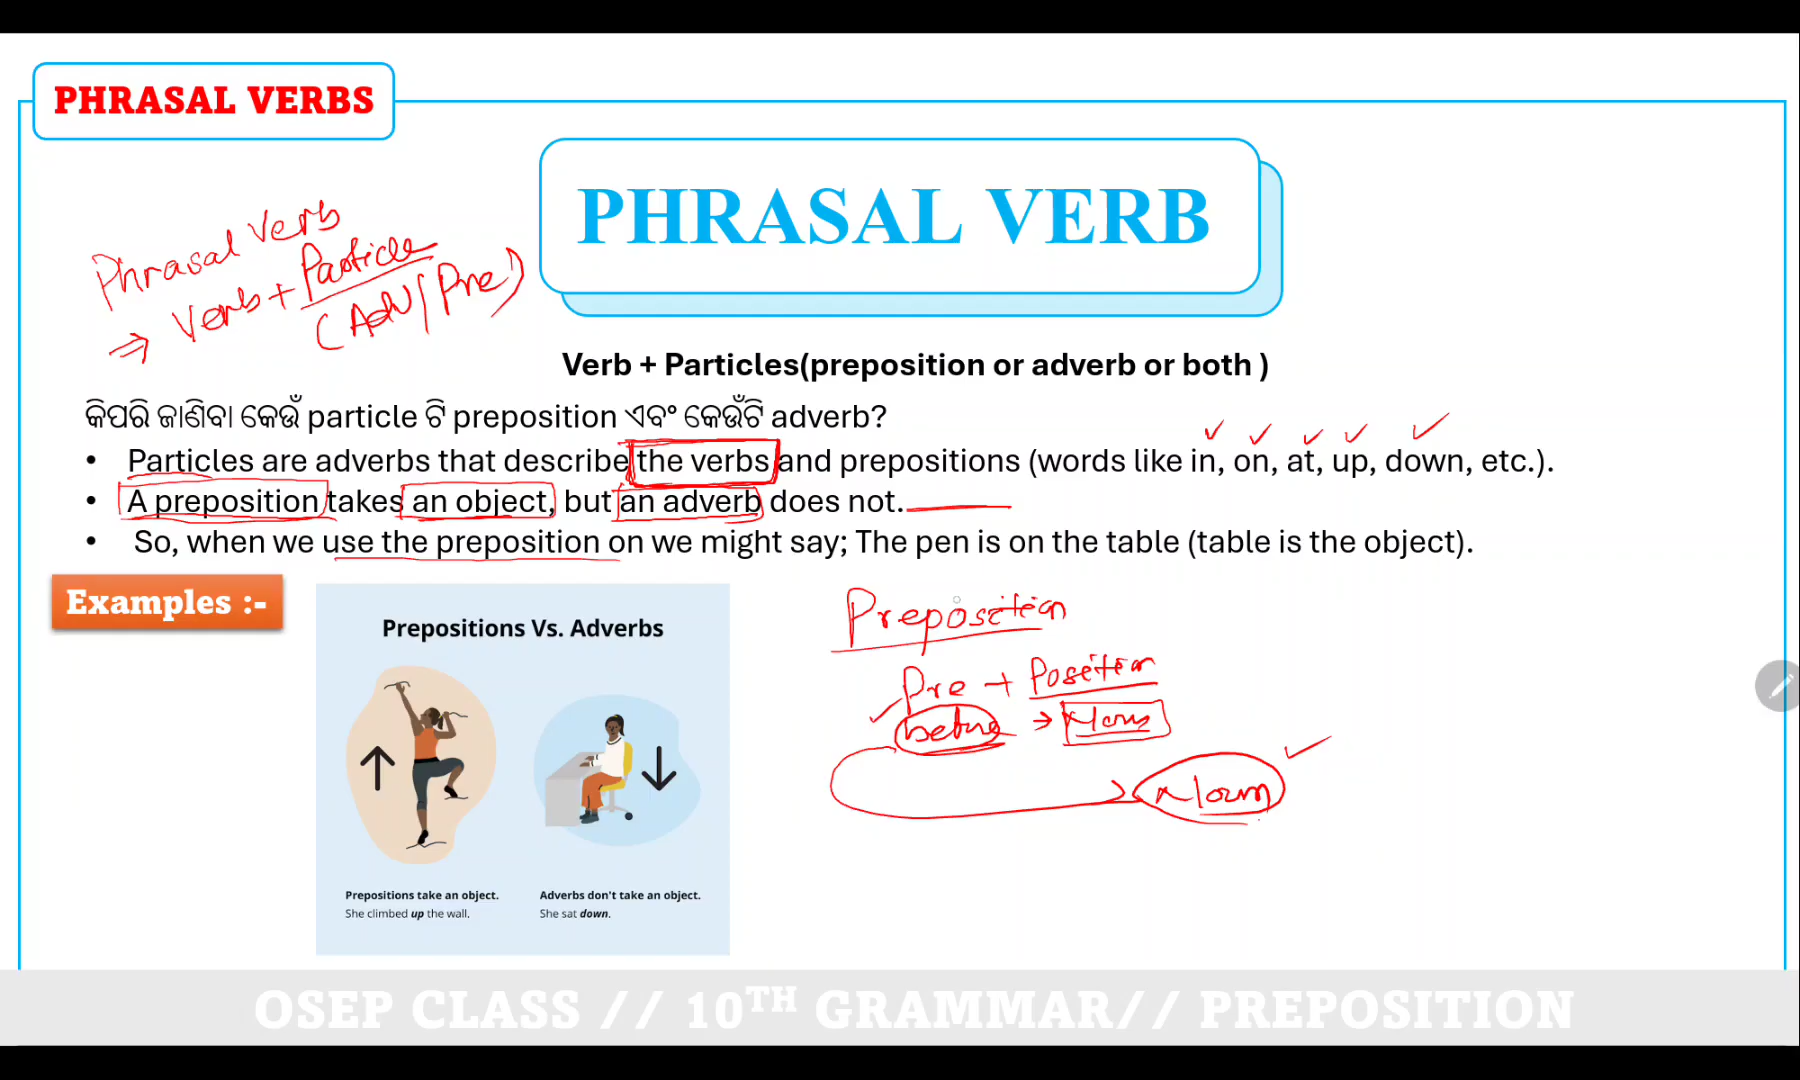 PHRASAL VERBS
PHRASAL VERB
Phrasal Verb
⇒ Verb + Particle
(Adv/Pre)
Verb + Particles(preposition or adverb or both )
କିପରି ଜାଣିବା କେଉଁ particle ଟି preposition ଏବଂ କେଉଁଟି adverb?
• Particles are adverbs that describe the verbs and prepositions (words like in, on, at, up, down, etc.).
• A preposition takes an object, but an adverb does not.
• So, when we use the preposition on we might say; The pen is on the table (table is the object).
Examples :-
Prepositions Vs. Adverbs
Prepositions take an object.
She climbed up the wall.
Adverbs don't take an object.
She sat down.
Preposition
Pre + Position
before → Noun
Noun
OSEP CLASS // 10TH GRAMMAR// PREPOSITION